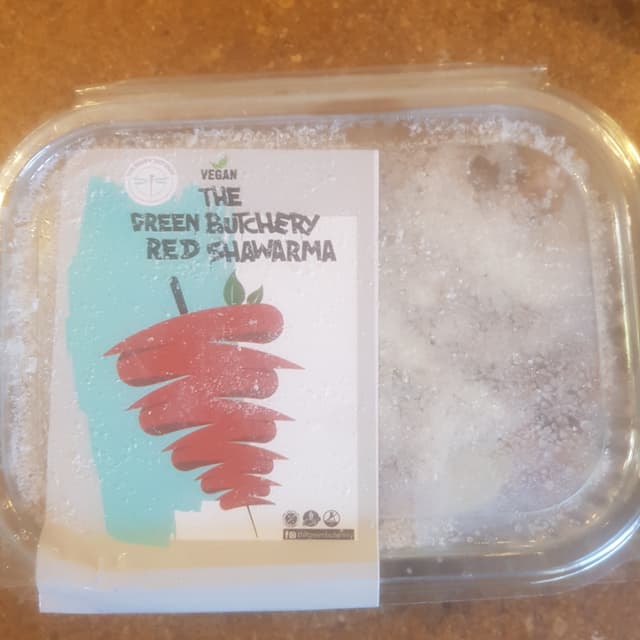 VEGAN
THE
GREEN BUTCHERY
RED SHAWARMA